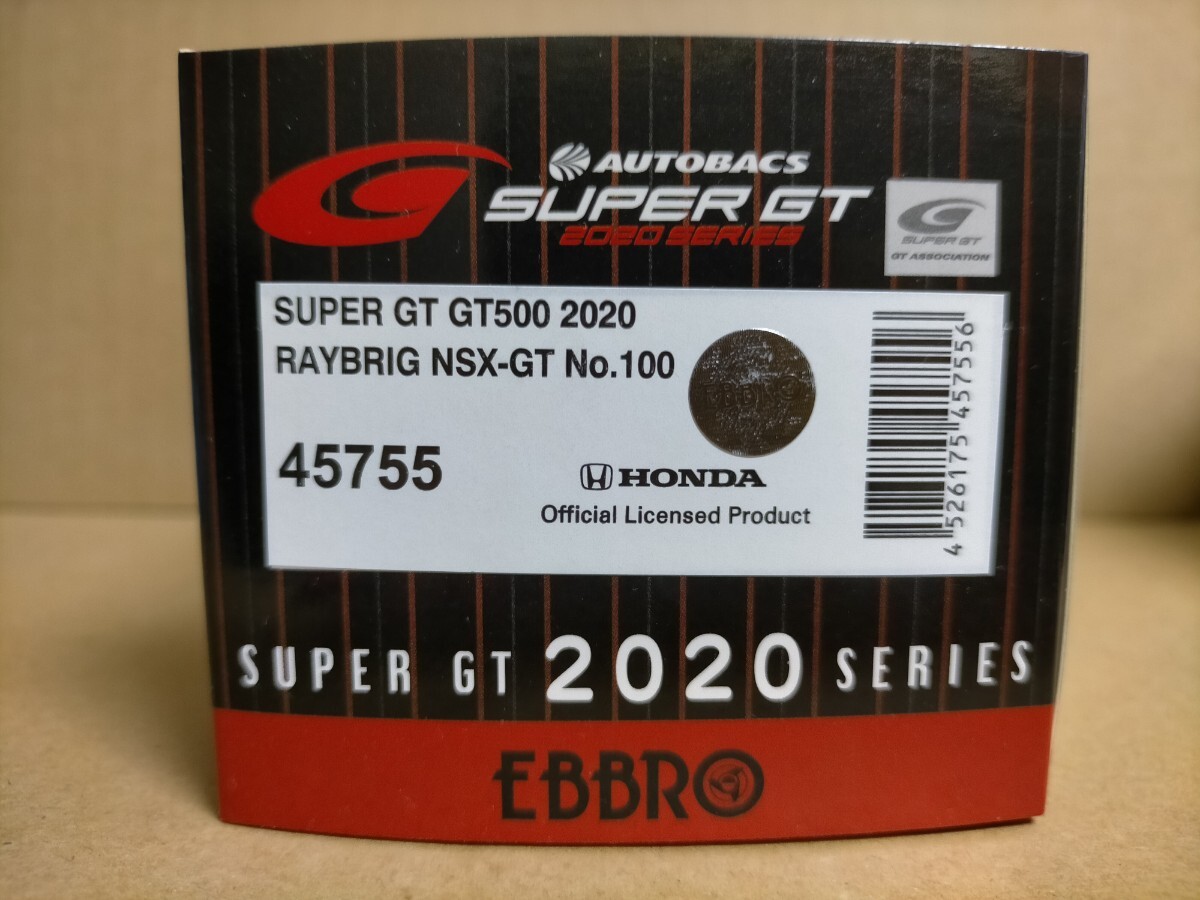 AUTOBACS
SUPER GT
2020 SERIES
SUPER GT
GT ASSOCIATION
SUPER GT GT500 2020
RAYBRIG NSX-GT No.100
45755
HONDA
Official Licensed Product
4 526175 457556
SUPER GT 2020 SERIES
EBBRO